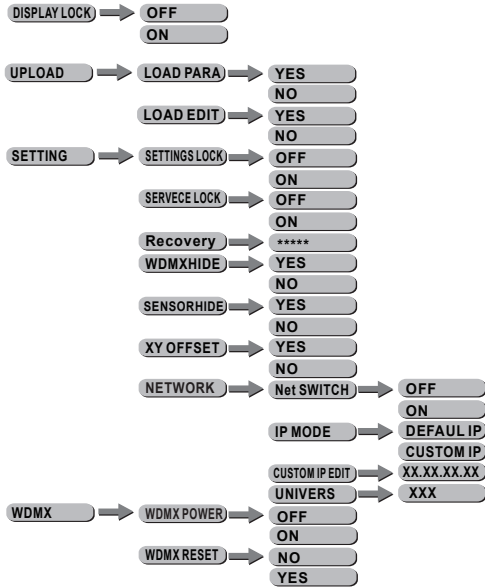 DISPLAY LOCK OFF
ON
UPLOAD LOAD PARA YES
NO
LOAD EDIT YES
NO
SETTING SETTINGS LOCK OFF
ON
SERVECE LOCK OFF
ON
Recovery *****
WDMXHIDE YES
NO
SENSORHIDE YES
NO
XY OFFSET YES
NO
NETWORK Net SWITCH OFF
ON
IP MODE DEFAUL IP
CUSTOM IP
CUSTOM IP EDIT XX.XX.XX.XX
UNIVERS XXX
WDMX WDMX POWER OFF
ON
WDMX RESET NO
YES